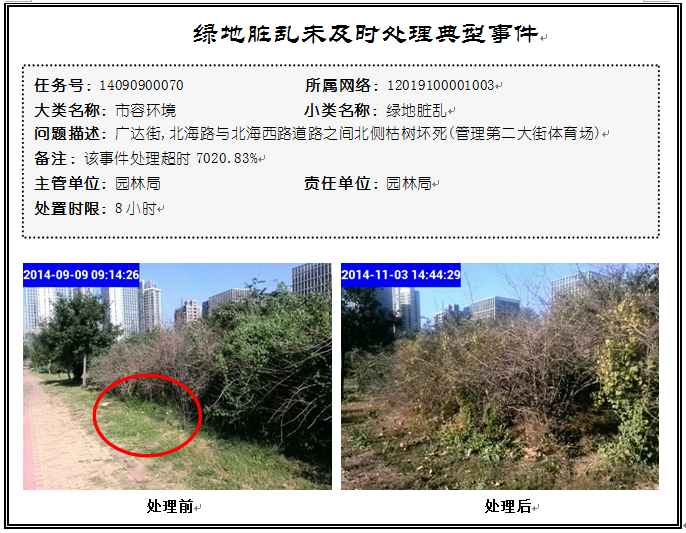 绿地脏乱未及时处理典型事件
任务号：14090900070 所属网络：12019100001003
大类名称：市容环境 小类名称：绿地脏乱
问题描述：广达街,北海路与北海西路道路之间北侧枯树坏死(管理第二大街体育场)
备注：该事件处理超时 7020.83%
主管单位：园林局 责任单位：园林局
处置时限：8 小时
2014-09-09 09:14:26 2014-11-03 14:44:29
处理前 处理后